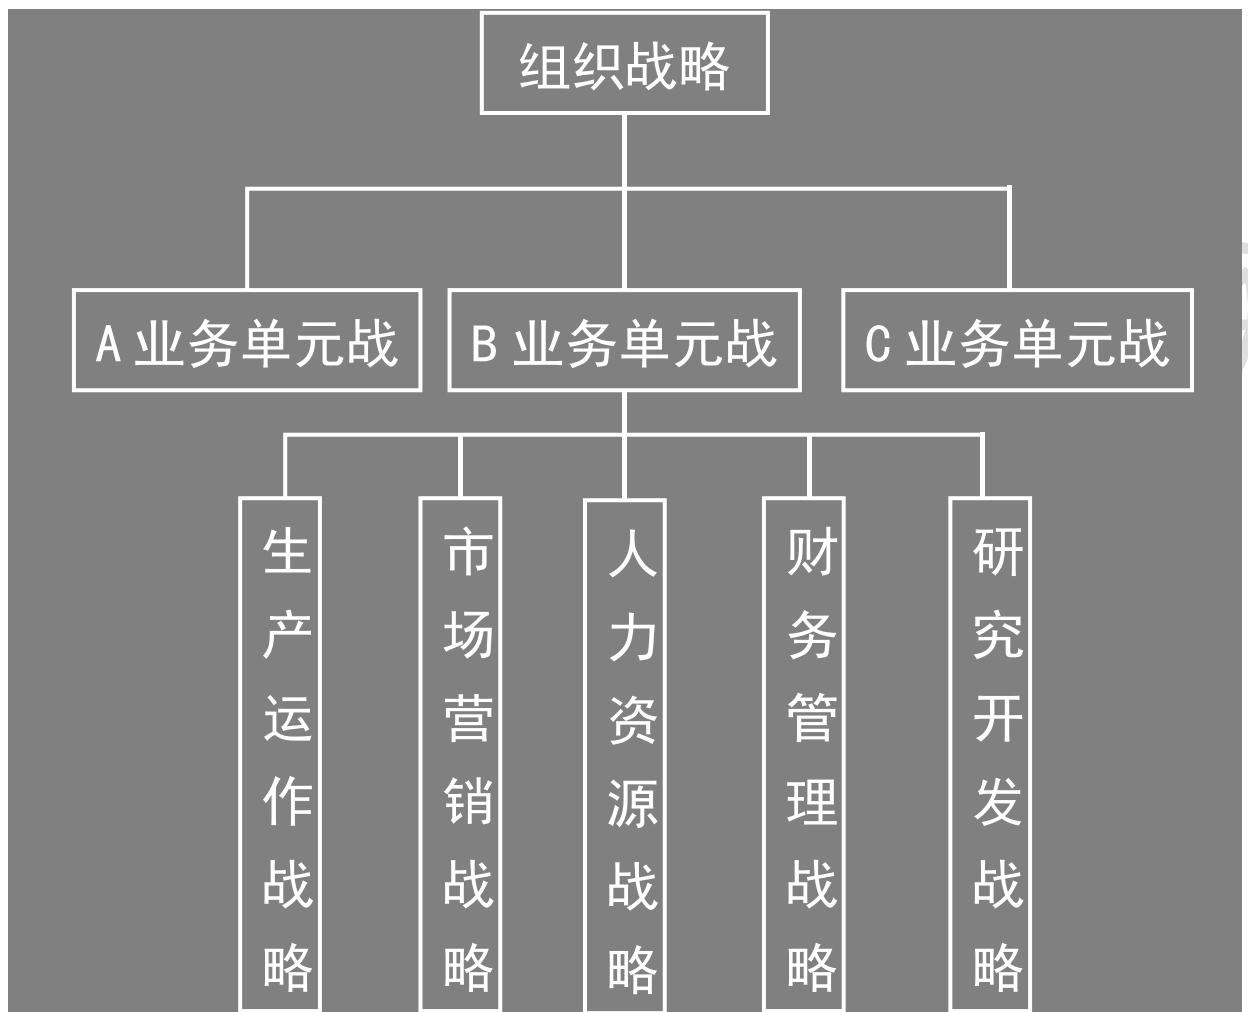 组织战略
A 业务单元战
B 业务单元战
C 业务单元战
生产运作战略
市场营销战略
人力资源战略
财务管理战略
研究开发战略